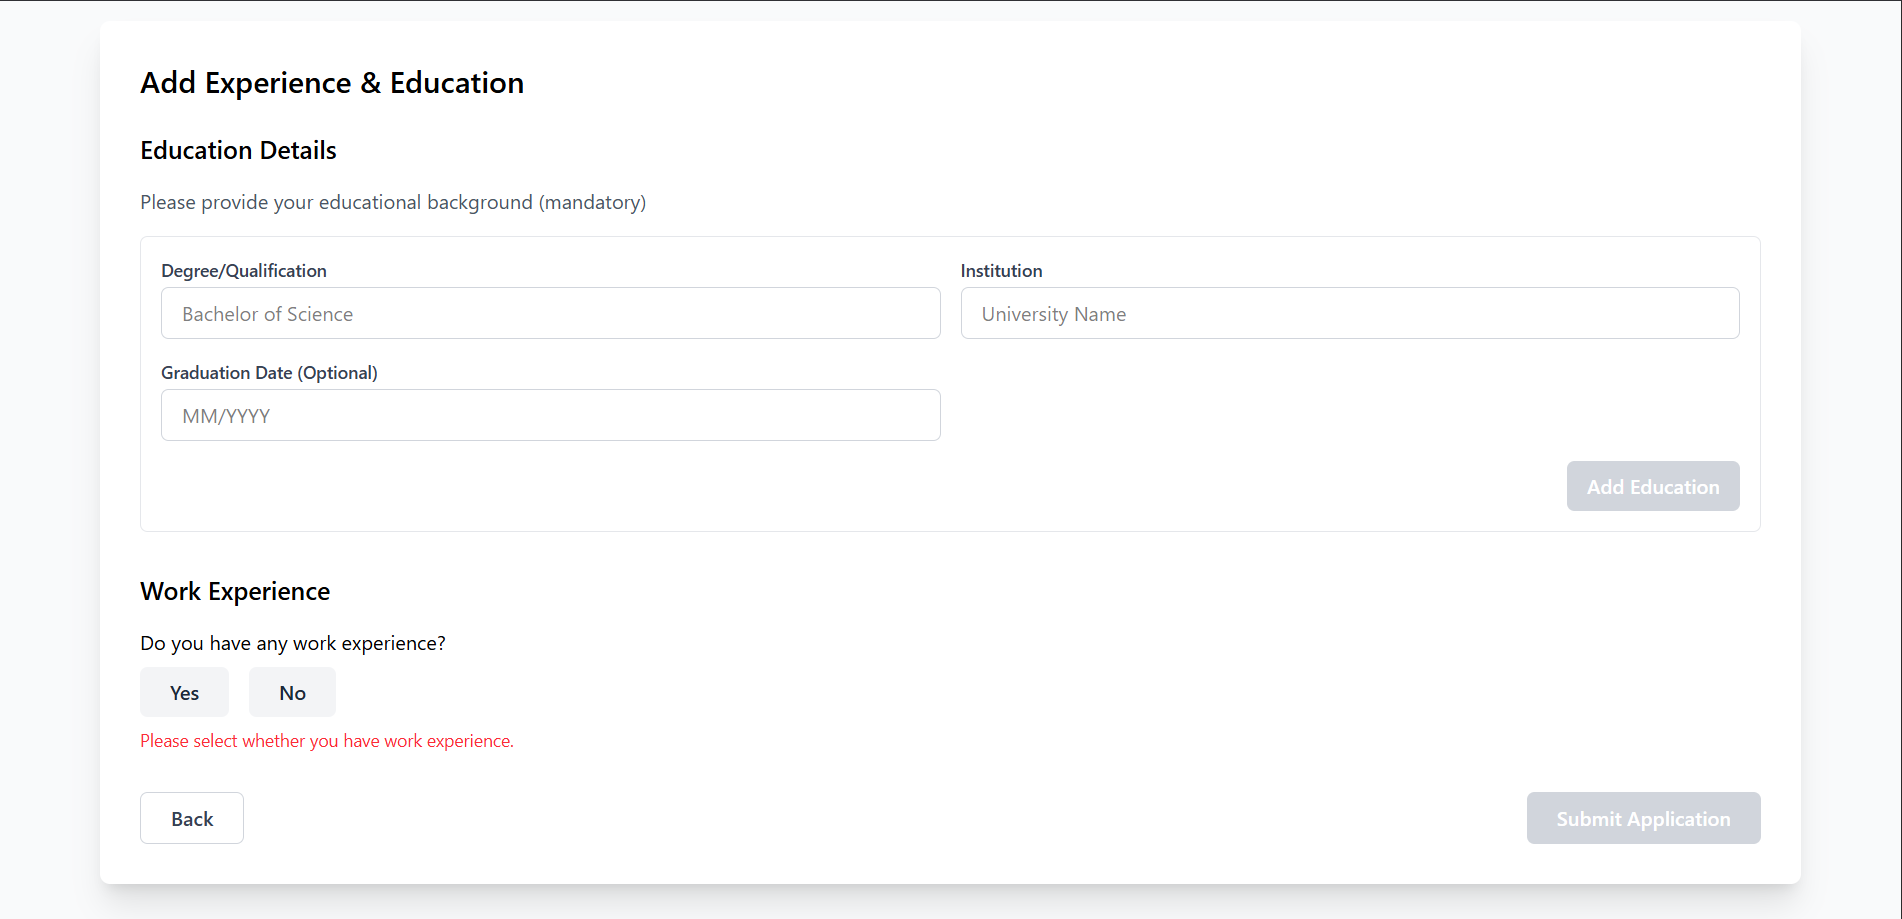 Add Experience & Education
Education Details
Please provide your educational background (mandatory)
Degree/Qualification
Bachelor of Science
Institution
University Name
Graduation Date (Optional)
MM/YYYY
Add Education
Work Experience
Do you have any work experience?
Yes No
Please select whether you have work experience.
Back
Submit Application